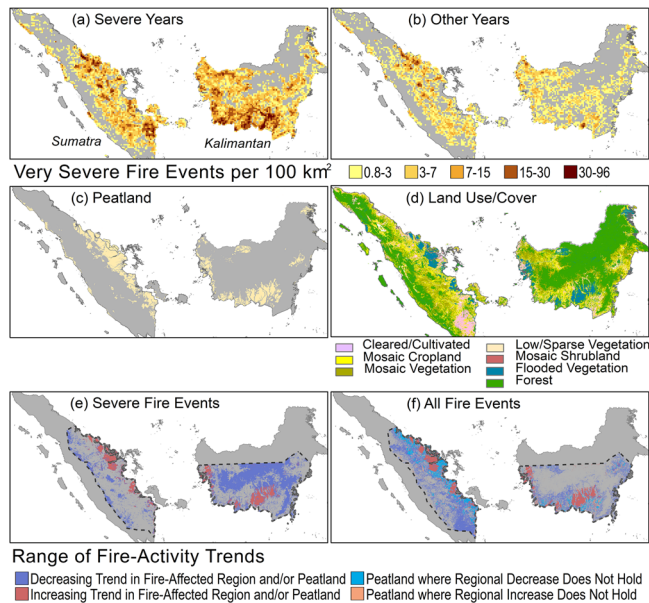 (a) Severe Years
(b) Other Years
Sumatra
Kalimantan
Very Severe Fire Events per 100 km²
0.8-3
3-7
7-15
15-30
30-96
(c) Peatland
(d) Land Use/Cover
Cleared/Cultivated
Low/Sparse Vegetation
Mosaic Cropland
Mosaic Shrubland
Mosaic Vegetation
Flooded Vegetation
Forest
(e) Severe Fire Events
(f) All Fire Events
Range of Fire-Activity Trends
Decreasing Trend in Fire-Affected Region and/or Peatland
Peatland where Regional Decrease Does Not Hold
Increasing Trend in Fire-Affected Region and/or Peatland
Peatland where Regional Increase Does Not Hold